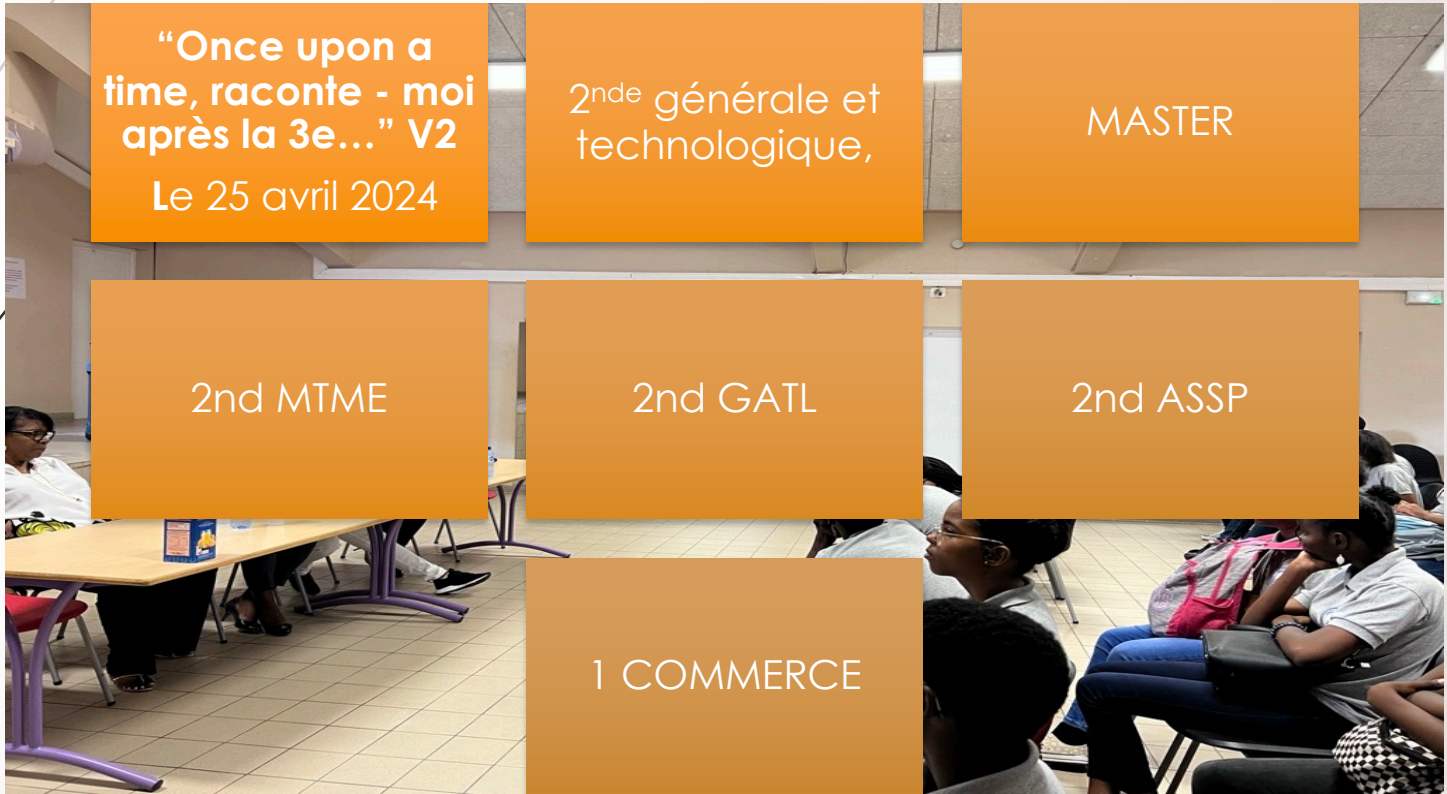 “Once upon a
time, raconte - moi
après la 3e…” V2
Le 25 avril 2024
2nde générale et
technologique,
MASTER
2nd MTME
2nd GATL
2nd ASSP
1 COMMERCE